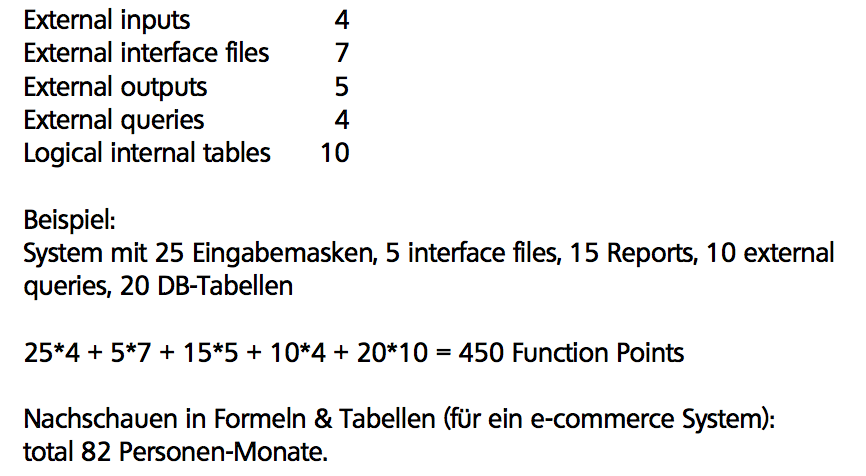 External inputs 4
External interface files 7
External outputs 5
External queries 4
Logical internal tables 10
Beispiel:
System mit 25 Eingabemasken, 5 interface files, 15 Reports, 10 external
queries, 20 DB-Tabellen
25*4 + 5*7 + 15*5 + 10*4 + 20*10 = 450 Function Points
Nachschauen in Formeln & Tabellen (für ein e-commerce System):
total 82 Personen-Monate.